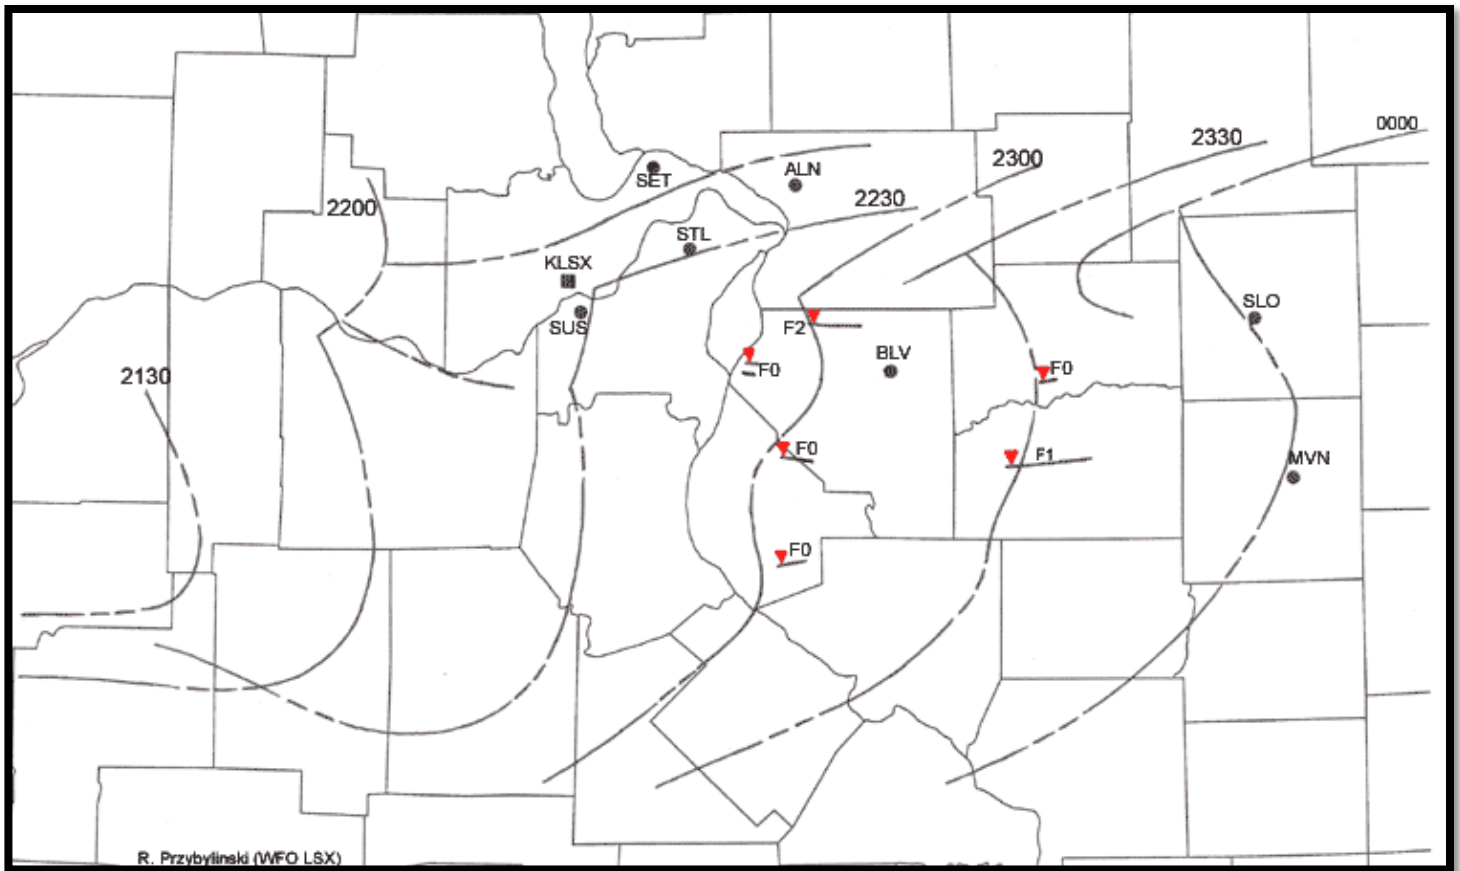 0000
2330
2300
ALN
SET
2230
2200
STL
KLSX
SLO
SUS
F2
BLV
F0
F0
2130
F0
F1
MVN
F0
R. Przybylinski (WFO LSX)